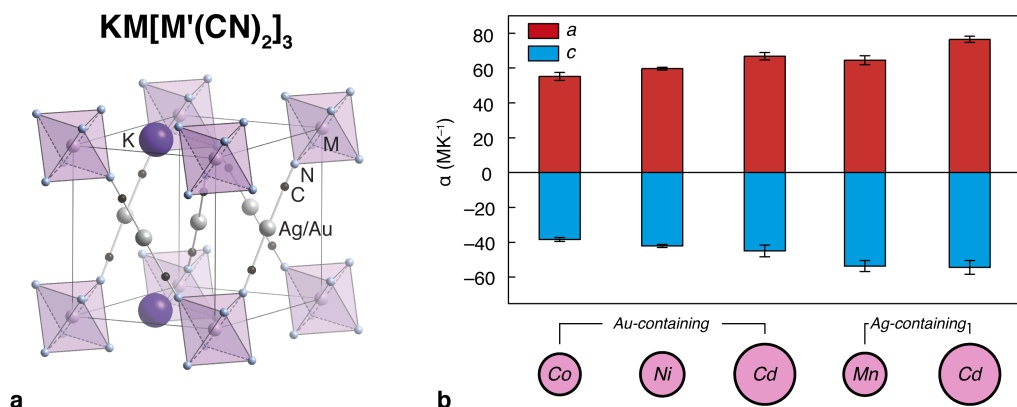 KM[M'(CN)₂]₃
K
M
N
C
Ag/Au
a
a
c
α (MK⁻¹)
80
60
40
20
0
−20
−40
−60
Au-containing
Ag-containing
Co
Ni
Cd
Mn
Cd
b